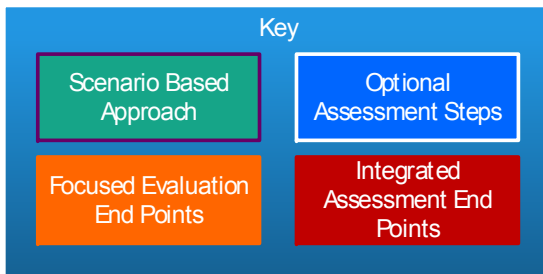 Key
Scenario Based
Approach
Optional
Assessment Steps
Focused Evaluation
End Points
Integrated
Assessment End
Points